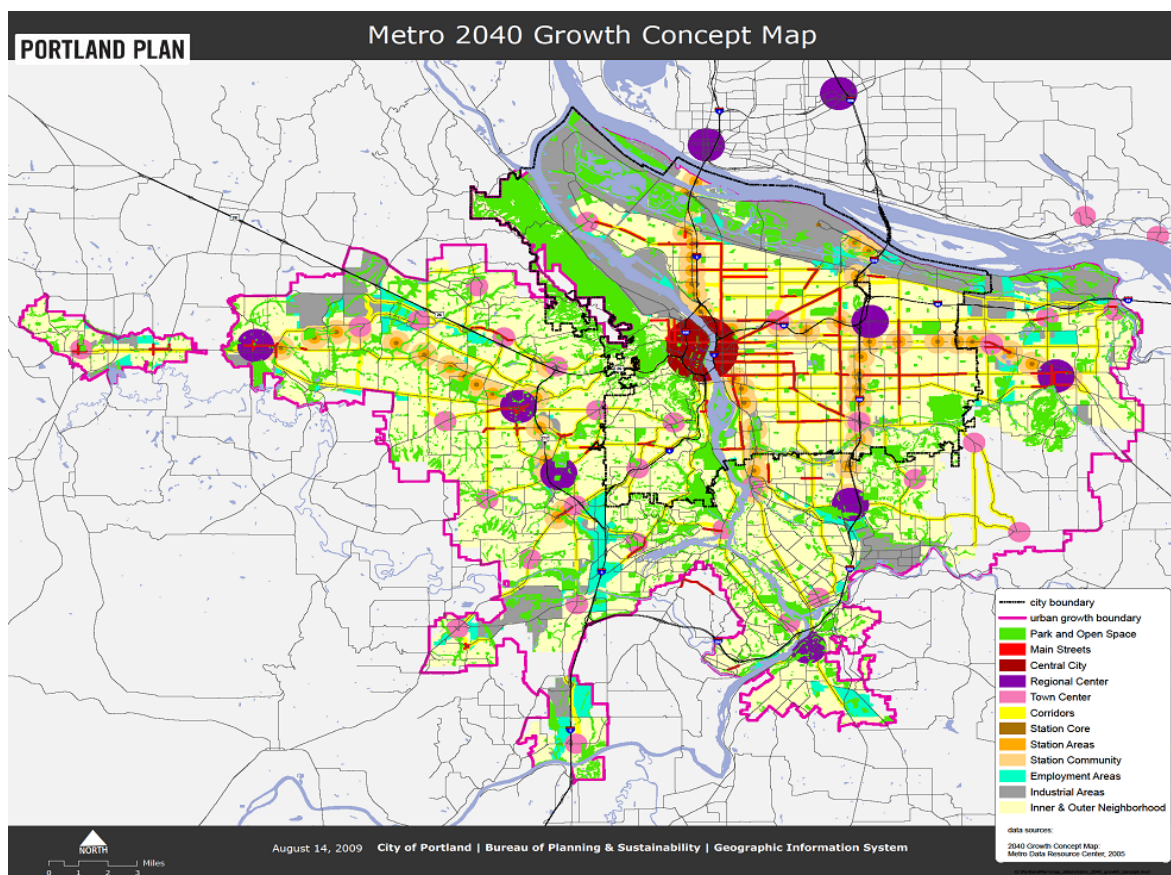 Metro 2040 Growth Concept Map
PORTLAND PLAN
city boundary
urban growth boundary
Park and Open Space
Main Streets
Central City
Regional Center
Town Center
Corridors
Station Core
Station Areas
Station Community
Employment Areas
Industrial Areas
Inner & Outer Neighborhood
data sources:
2040 Growth Concept Map:
Metro Data Resource Center, 2005
NORTH
0 1 2 3 Miles
August 14, 2009 City of Portland | Bureau of Planning & Sustainability | Geographic Information System